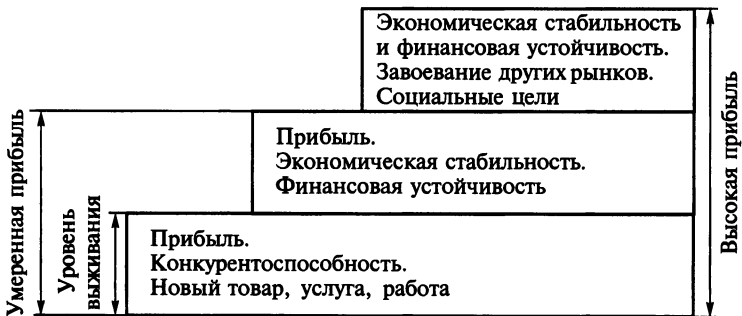 Экономическая стабильность
и финансовая устойчивость.
Завоевание других рынков.
Социальные цели
Прибыль.
Экономическая стабильность.
Финансовая устойчивость
Прибыль.
Конкурентоспособность.
Новый товар, услуга, работа
Умеренная прибыль
Уровень
выживания
Высокая прибыль